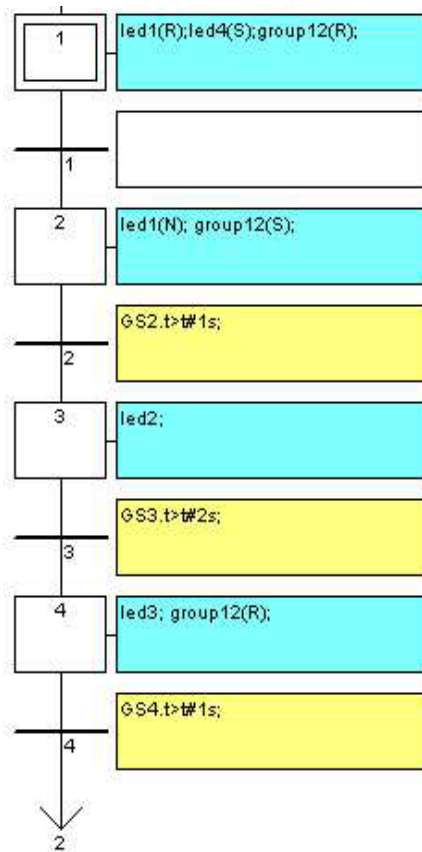 1
led1(R);led4(S);group12(R);
1
2
led1(N); group12(S);
GS2.t>t#1s;
2
3
led2;
GS3.t>t#2s;
3
4
led3; group12(R);
GS4.t>t#1s;
4
2